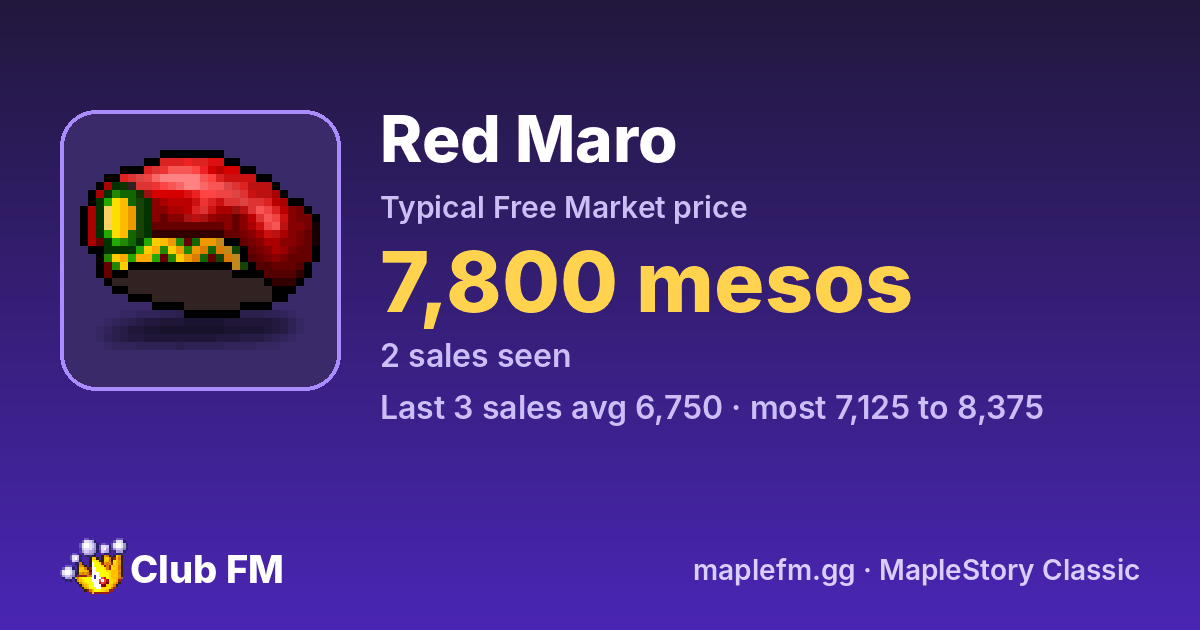 Red Maro
Typical Free Market price
7,800 mesos
2 sales seen
Last 3 sales avg 6,750 · most 7,125 to 8,375
Club FM
maplefm.gg · MapleStory Classic